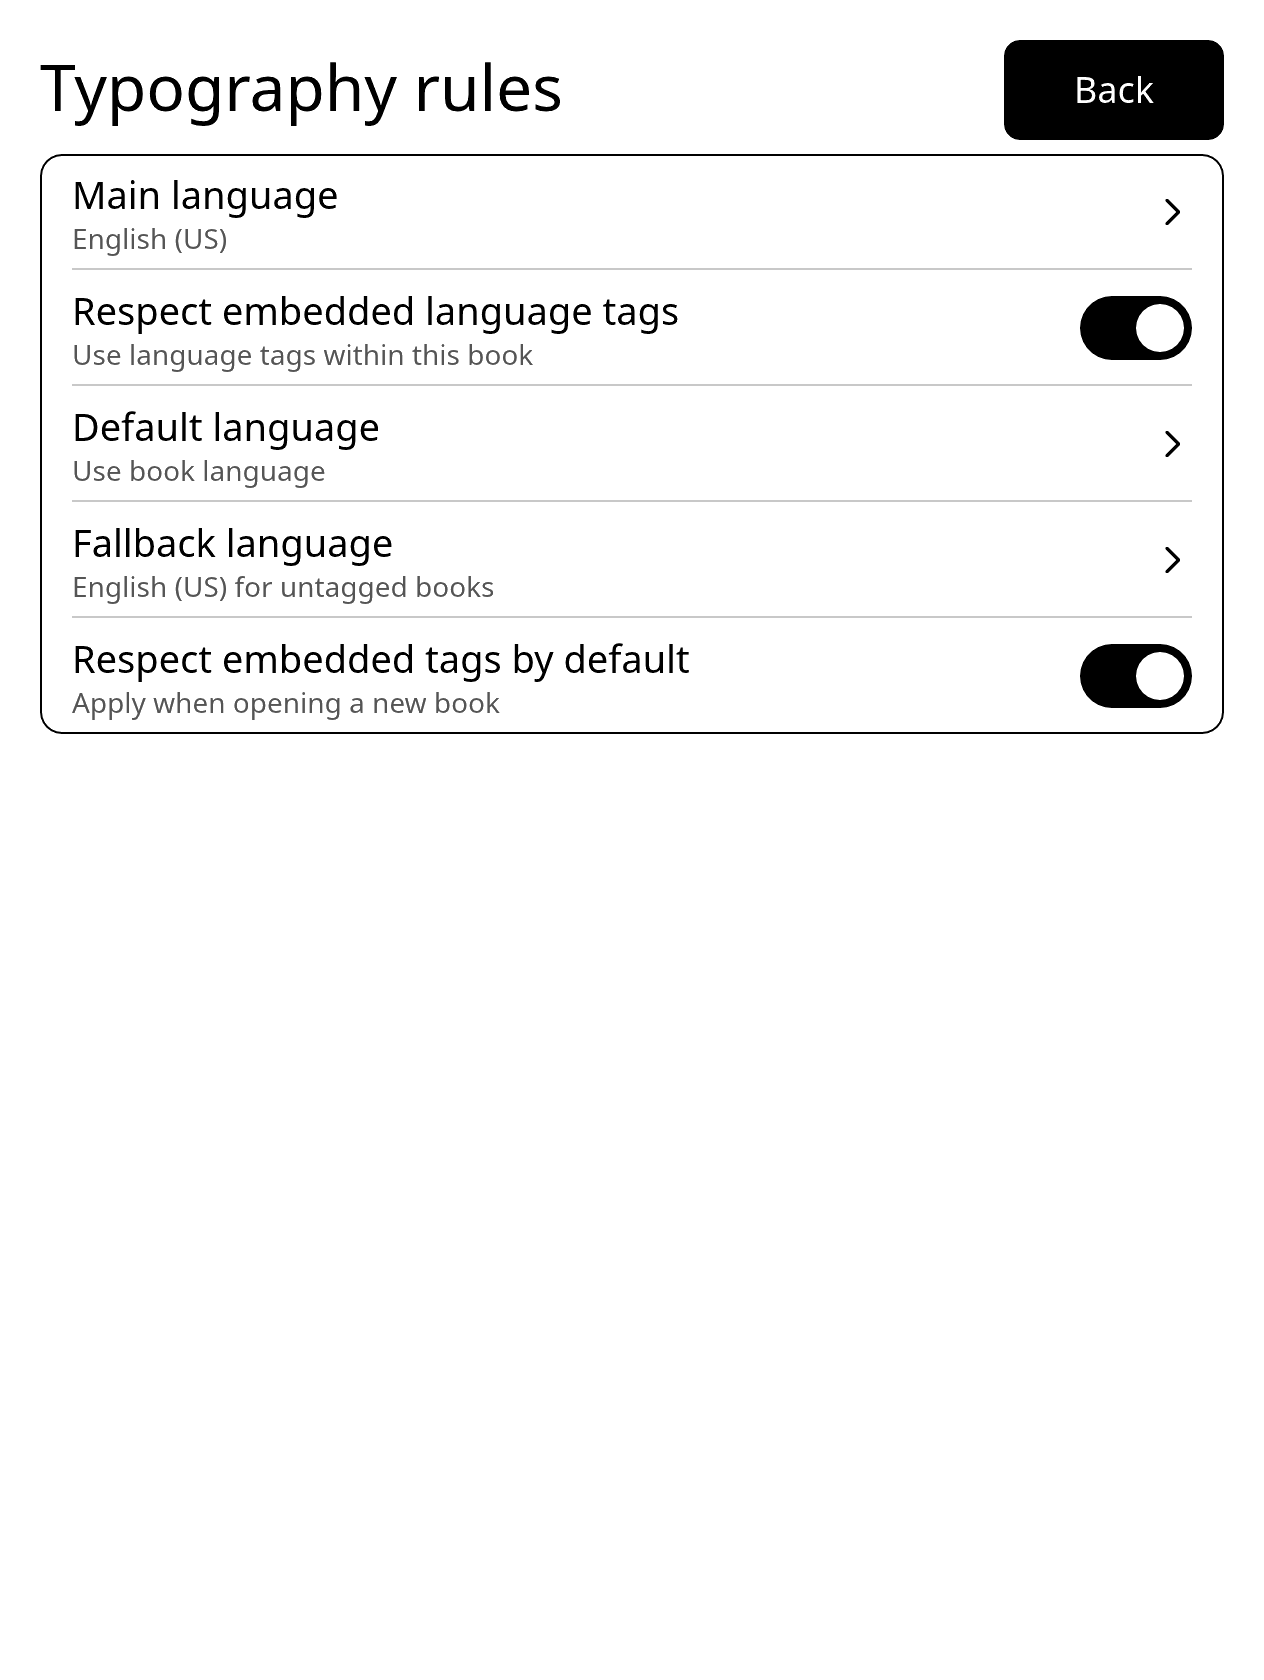 Typography rules
Back
Main language
English (US)
Respect embedded language tags
Use language tags within this book
Default language
Use book language
Fallback language
English (US) for untagged books
Respect embedded tags by default
Apply when opening a new book